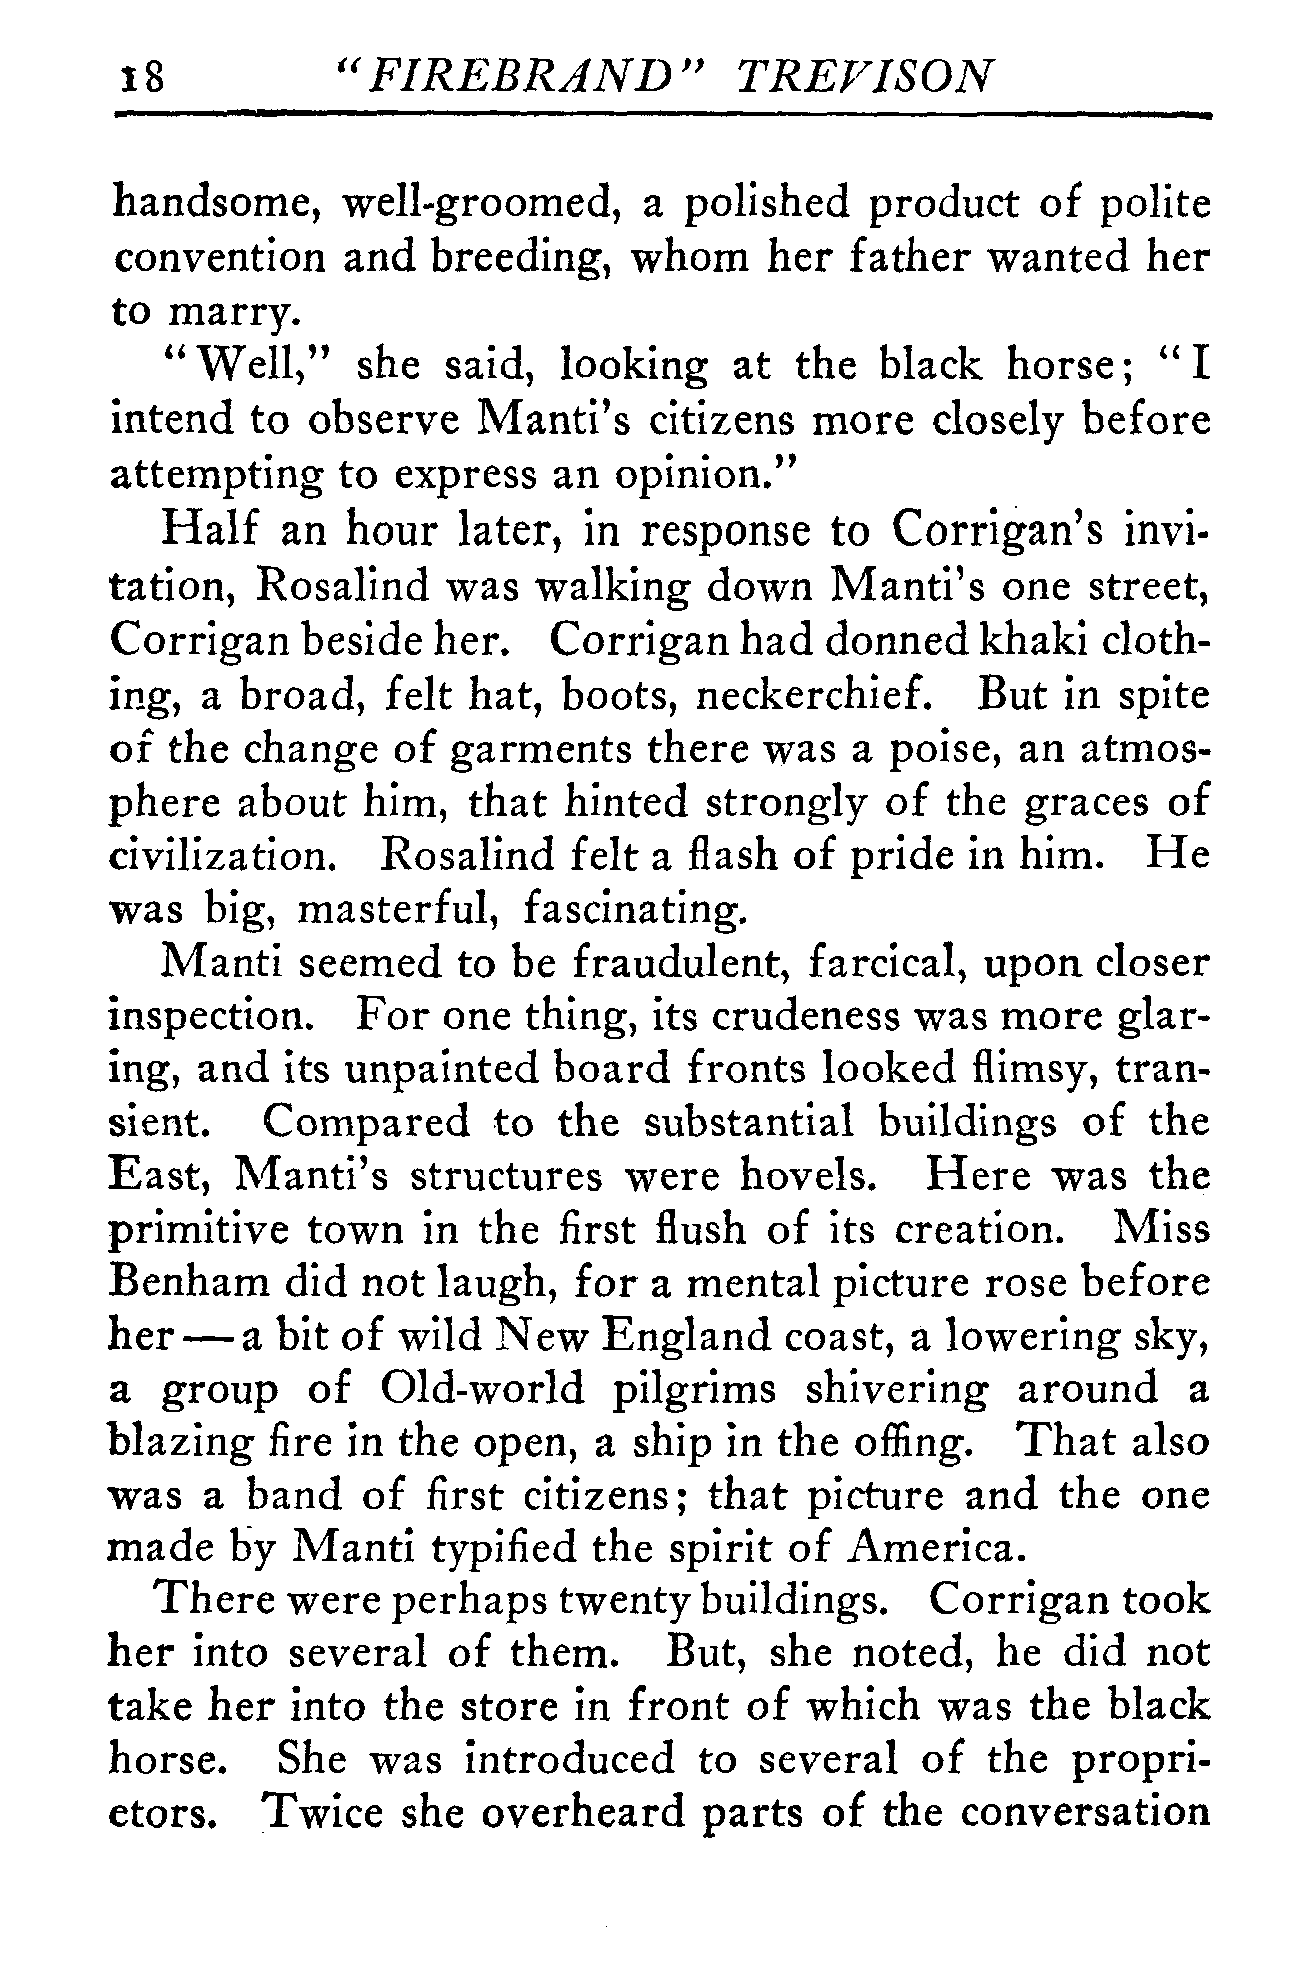 18 "FIREBRAND" TREVISON
handsome, well-groomed, a polished product of polite
convention and breeding, whom her father wanted her
to marry.
"Well," she said, looking at the black horse; "I
intend to observe Manti's citizens more closely before
attempting to express an opinion."
Half an hour later, in response to Corrigan's invi-
tation, Rosalind was walking down Manti's one street,
Corrigan beside her. Corrigan had donned khaki cloth-
ing, a broad, felt hat, boots, neckerchief. But in spite
of the change of garments there was a poise, an atmos-
phere about him, that hinted strongly of the graces of
civilization. Rosalind felt a flash of pride in him. He
was big, masterful, fascinating.
Manti seemed to be fraudulent, farcical, upon closer
inspection. For one thing, its crudeness was more glar-
ing, and its unpainted board fronts looked flimsy, tran-
sient. Compared to the substantial buildings of the
East, Manti's structures were hovels. Here was the
primitive town in the first flush of its creation. Miss
Benham did not laugh, for a mental picture rose before
her—a bit of wild New England coast, a lowering sky,
a group of Old-world pilgrims shivering around a
blazing fire in the open, a ship in the offing. That also
was a band of first citizens; that picture and the one
made by Manti typified the spirit of America.
There were perhaps twenty buildings. Corrigan took
her into several of them. But, she noted, he did not
take her into the store in front of which was the black
horse. She was introduced to several of the propri-
etors. Twice she overheard parts of the conversation